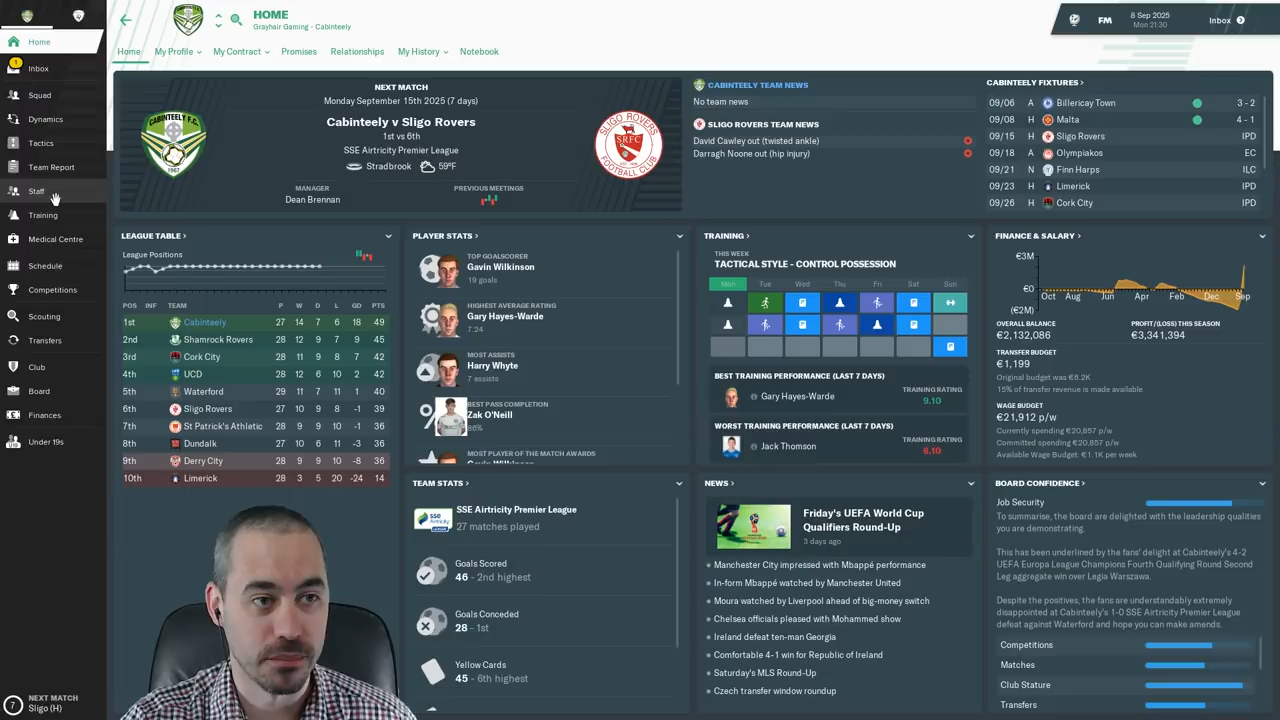 HOME
Grayhair Gaming - Cabinteely
8 Sep 2025
FM
Mon 21:30
Inbox
Home
My Profile
My Contract
Promises
Relationships
My History
Notebook
Home
1
Inbox
Squad
Dynamics
Tactics
Team Report
Staff
Training
Medical Centre
Schedule
Competitions
Scouting
Transfers
Club
Board
Finances
Under 19s
7
NEXT MATCH
Sligo (H)
NEXT MATCH
Monday September 15th 2025 (7 days)
Cabinteely v Sligo Rovers
1st vs 6th
SSE Airtricity Premier League
Stradbrook 59°F
MANAGER
Dean Brennan
PREVIOUS MEETINGS
CABINTEELY F.C.
1967
SLIGO ROVERS
SRFC
CABINTEELY TEAM NEWS
No team news
SLIGO ROVERS TEAM NEWS
David Cawley out (twisted ankle)
Darragh Noone out (hip injury)
CABINTEELY FIXTURES
09/06 A Billericay Town 3 - 2
09/08 H Malta 4 - 1
09/15 H Sligo Rovers IPD
09/18 A Olympiakos EC
09/21 N Finn Harps ILC
09/23 H Limerick IPD
09/26 H Cork City IPD
LEAGUE TABLE
League Positions
POS INF TEAM P W D L GD PTS
1st Cabinteely 27 14 7 6 18 49
2nd Shamrock Rovers 28 12 9 7 9 45
3rd Cork City 28 11 9 8 7 42
4th UCD 28 12 6 10 2 42
5th Waterford 29 11 7 11 7 40
6th Sligo Rovers 27 10 9 8 -1 39
7th St Patrick's Athletic 28 9 9 10 -1 36
8th Dundalk 27 10 6 11 -3 36
9th Derry City 28 9 9 10 -8 36
10th Limerick 28 3 5 20 -24 14
PLAYER STATS
TOP GOALSCORER
Gavin Wilkinson
19 goals
HIGHEST AVERAGE RATING
Gary Hayes-Warde
7.24
MOST ASSISTS
Harry Whyte
7 assists
BEST PASS COMPLETION
Zak O'Neill
86%
MOST PLAYER OF THE MATCH AWARDS
Gavin Wilkinson
TEAM STATS
SSE Airtricity Premier League
27 matches played
Goals Scored
46 - 2nd highest
Goals Conceded
28 - 1st
Yellow Cards
45 - 6th highest
TRAINING
THIS WEEK
TACTICAL STYLE - CONTROL POSSESSION
Mon Tue Wed Thu Fri Sat Sun
BEST TRAINING PERFORMANCE (LAST 7 DAYS)
Gary Hayes-Warde
TRAINING RATING
9.10
WORST TRAINING PERFORMANCE (LAST 7 DAYS)
Jack Thomson
TRAINING RATING
6.10
NEWS
Friday's UEFA World Cup
Qualifiers Round-Up
3 days ago
Manchester City impressed with Mbappé performance
In-form Mbappé watched by Manchester United
Moura watched by Liverpool ahead of big-money switch
Chelsea officials pleased with Mohammed show
Ireland defeat ten-man Georgia
Comfortable 4-1 win for Republic of Ireland
Saturday's MLS Round-Up
Czech transfer window roundup
FINANCE & SALARY
€3M
€0
(€2M)
Oct Aug Jun Apr Feb Dec Sep
OVERALL BALANCE
€2,132,086
PROFIT/(LOSS) THIS SEASON
€3,341,394
TRANSFER BUDGET
€1,199
Original budget was €6.2K
15% of transfer revenue is made available
WAGE BUDGET
€21,912 p/w
Currently spending €20,857 p/w
Committed spending €20,857 p/w
Available Wage Budget: €1.1K per week
BOARD CONFIDENCE
Job Security
To summarise, the board are delighted with the leadership qualities
you are demonstrating.
This has been underlined by the fans' delight at Cabinteely's 4-2
UEFA Europa League Champions Fourth Qualifying Round Second
Leg aggregate win over Legia Warszawa.
Despite the positives, the fans are understandably extremely
disappointed at Cabinteely's 1-0 SSE Airtricity Premier League
defeat against Waterford and hope you can make amends.
Competitions
Matches
Club Stature
Transfers